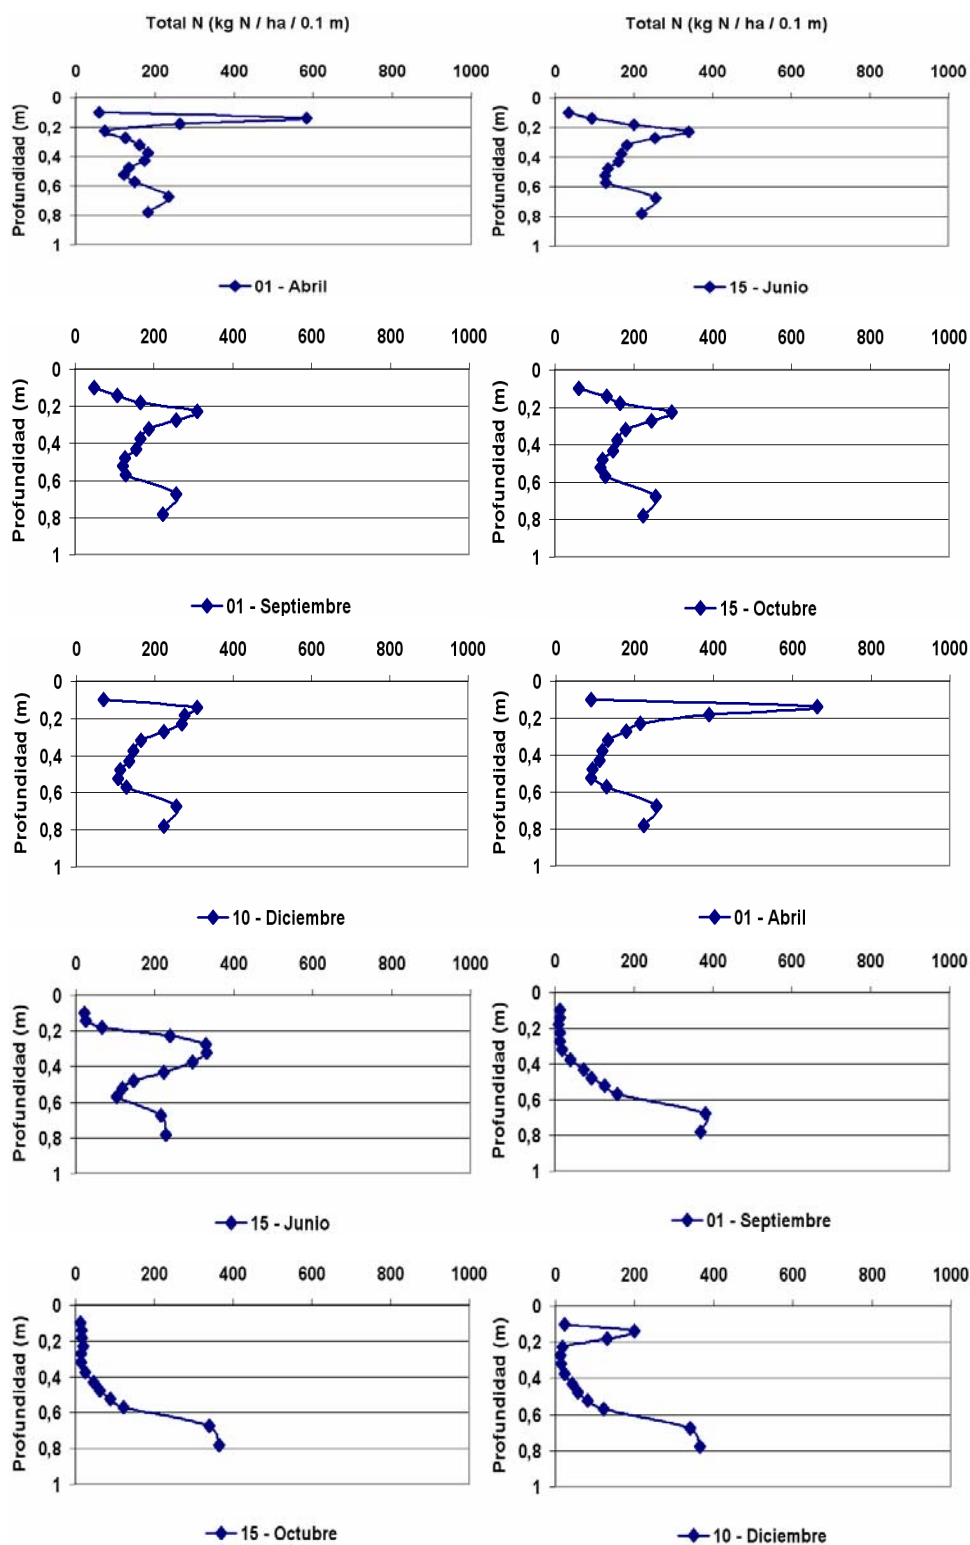 Total N (kg N / ha / 0.1 m)
Total N (kg N / ha / 0.1 m)
0 200 400 600 800 1000
0 200 400 600 800 1000
Profundidad (m)
0
0,2
0,4
0,6
0,8
1
Profundidad (m)
0
0,2
0,4
0,6
0,8
1
01 - Abril
15 - Junio
0 200 400 600 800 1000
0 200 400 600 800 1000
Profundidad (m)
0
0,2
0,4
0,6
0,8
1
Profundidad (m)
0
0,2
0,4
0,6
0,8
1
01 - Septiembre
15 - Octubre
0 200 400 600 800 1000
0 200 400 600 800 1000
Profundidad (m)
0
0,2
0,4
0,6
0,8
1
Profundidad (m)
0
0,2
0,4
0,6
0,8
1
10 - Diciembre
01 - Abril
0 200 400 600 800 1000
0 200 400 600 800 1000
Profundidad (m)
0
0,2
0,4
0,6
0,8
1
Profundidad (m)
0
0,2
0,4
0,6
0,8
1
15 - Junio
01 - Septiembre
0 200 400 600 800 1000
0 200 400 600 800 1000
Profundidad (m)
0
0,2
0,4
0,6
0,8
1
Profundidad (m)
0
0,2
0,4
0,6
0,8
1
15 - Octubre
10 - Diciembre